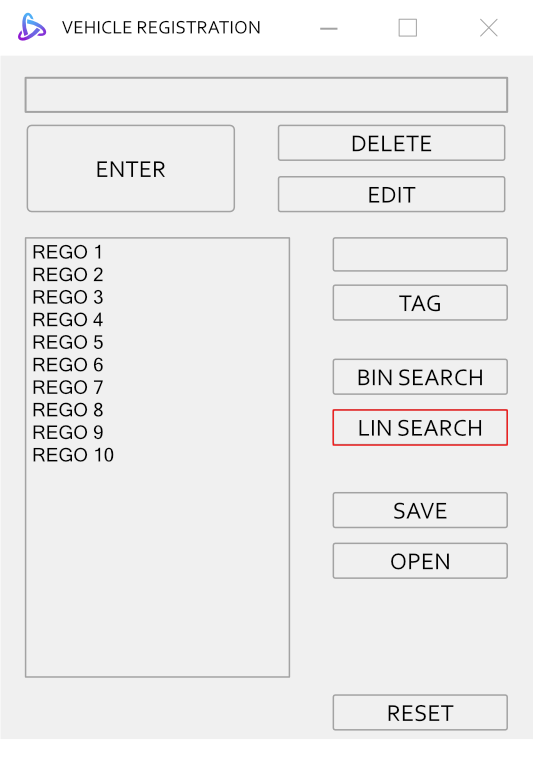 VEHICLE REGISTRATION
ENTER
DELETE
EDIT
REGO 1
REGO 2
REGO 3
REGO 4
REGO 5
REGO 6
REGO 7
REGO 8
REGO 9
REGO 10
TAG
BIN SEARCH
LIN SEARCH
SAVE
OPEN
RESET